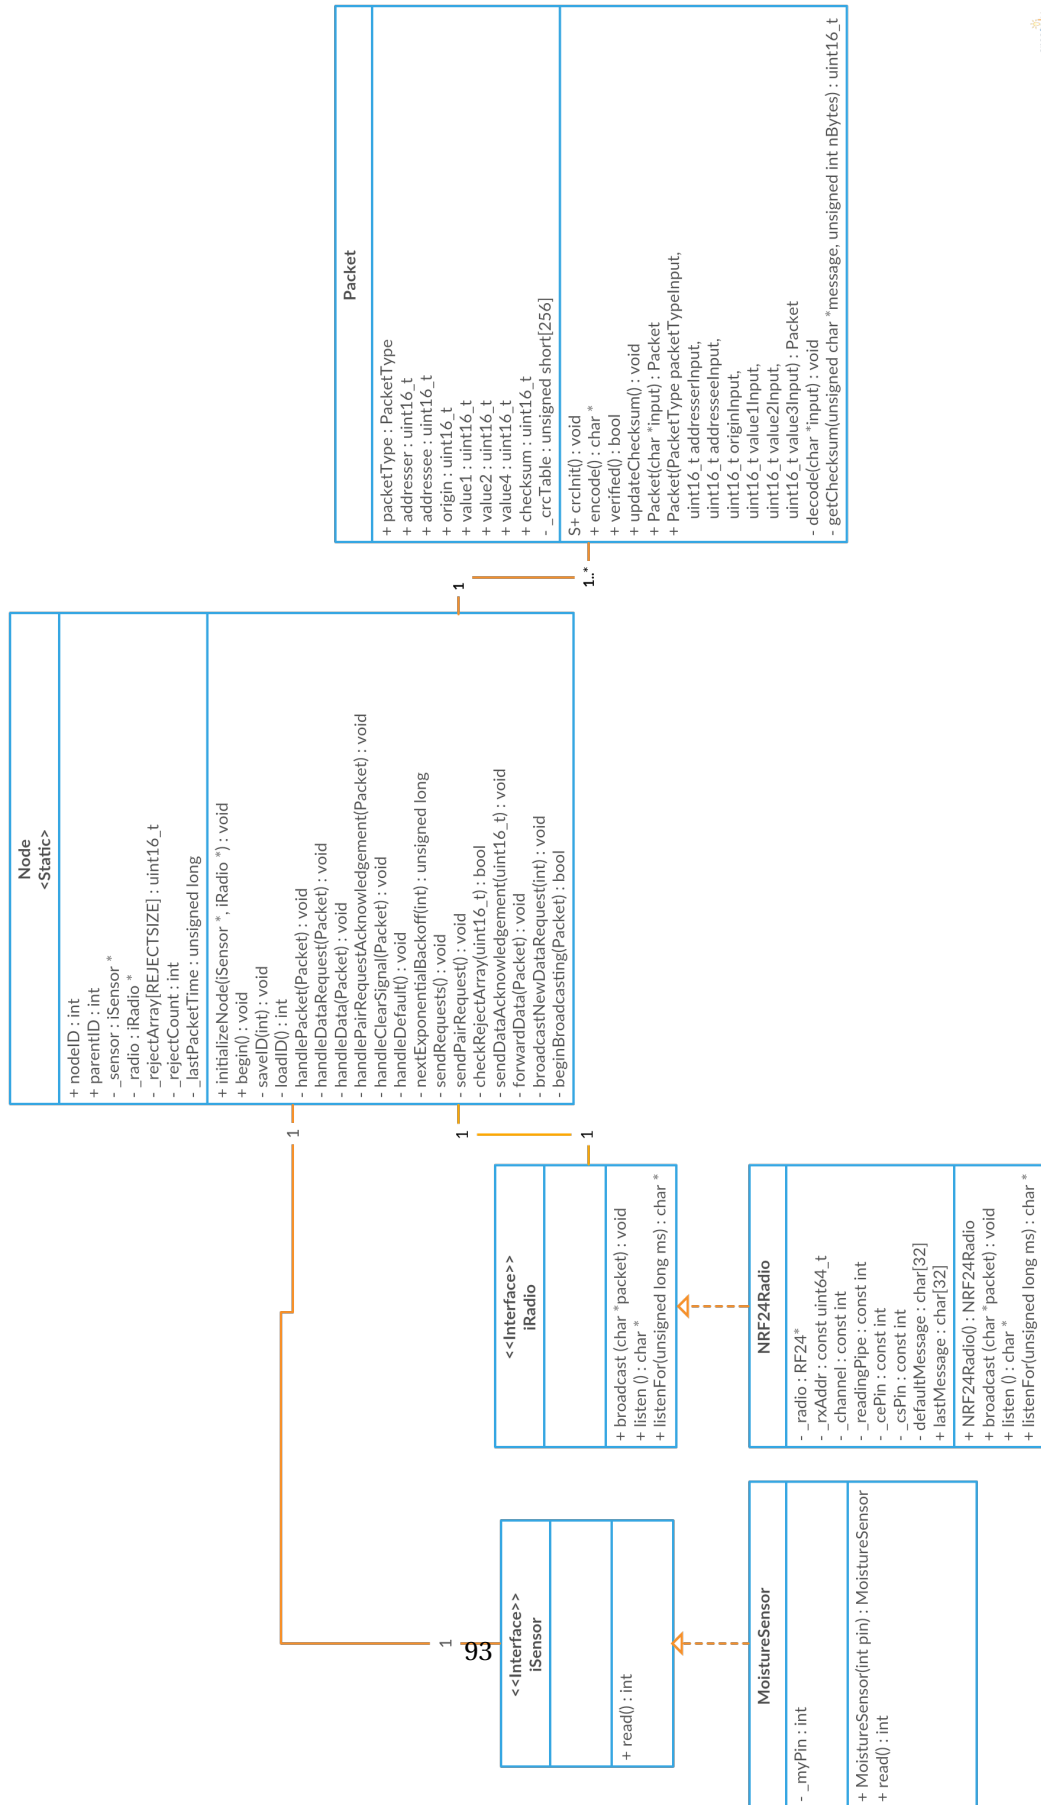 Node
<Static>
+ nodeID : int
+ parentID : int
- _sensor : iSensor *
- _radio : iRadio *
- _rejectArray[REJECTSIZE] : uint16_t
- _rejectCount : int
- _lastPacketTime : unsigned long
+ initializeNode(iSensor *, iRadio *) : void
+ begin() : void
- saveID(int) : void
- loadID() : int
- handlePacket(Packet) : void
- handleDataRequest(Packet) : void
- handleData(Packet) : void
- handlePairRequestAcknowledgement(Packet) : void
- handleClearSignal(Packet) : void
- handleDefault() : void
- nextExponentialBackoff(int) : unsigned long
- sendRequests() : void
- sendPairRequest() : void
- checkRejectArray(uint16_t) : bool
- sendDataAcknowledgement(uint16_t) : void
- forwardData(Packet) : void
- broadcastNewDataRequest(int) : void
- beginBroadcasting(Packet) : bool
1
1
1
1
1
1..*
Packet
+ packetType : PacketType
+ addresser : uint16_t
+ addressee : uint16_t
+ origin : uint16_t
+ value1 : uint16_t
+ value2 : uint16_t
+ value4 : uint16_t
+ checksum : uint16_t
- _crcTable : unsigned short[256]
S+ crcInit() : void
+ encode() : char *
+ verified() : bool
+ updateChecksum() : void
+ Packet(char *input) : Packet
+ Packet(PacketType packetTypeInput,
uint16_t addresserInput,
uint16_t addresseeInput,
uint16_t originInput,
uint16_t value1Input,
uint16_t value2Input,
uint16_t value3Input) : Packet
- decode(char *input) : void
- getChecksum(unsigned char *message, unsigned int nBytes) : uint16_t
<<Interface>>
iSensor
+ read() : int
<<Interface>>
iRadio
+ broadcast (char *packet) : void
+ listen () : char *
+ listenFor(unsigned long ms) : char *
MoistureSensor
- _myPin : int
+ MoistureSensor(int pin) : MoistureSensor
+ read() : int
NRF24Radio
- _radio : RF24*
- _rxAddr : const uint64_t
- _channel : const int
- _readingPipe : const int
- _cePin : const int
- _csPin : const int
- defaultMessage : char[32]
+ lastMessage : char[32]
+ NRF24Radio() : NRF24Radio
+ broadcast (char *packet) : void
+ listen () : char *
+ listenFor(unsigned long ms) : char *
93